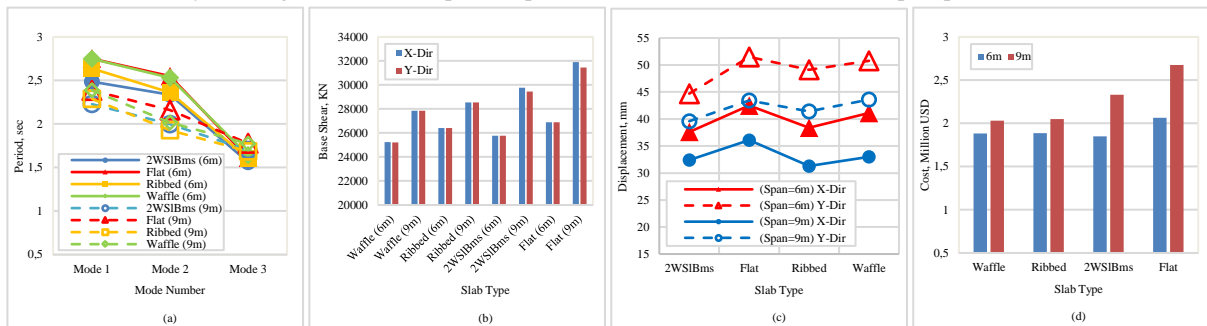 3
2,5
2
1,5
1
0,5
Period, sec
2WSlBms (6m)
Flat (6m)
Ribbed (6m)
Waffle (6m)
2WSlBms (9m)
Flat (9m)
Ribbed (9m)
Waffle (9m)
Mode 1 Mode 2 Mode 3
Mode Number
(a)
34000
32000
30000
28000
26000
24000
22000
20000
Base Shear, KN
X-Dir
Y-Dir
Waffle (6m)
Waffle (9m)
Ribbed (6m)
Ribbed (9m)
2WSlBms (6m)
2WSlBms (9m)
Flat (6m)
Flat (9m)
Slab Type
(b)
55
50
45
40
35
30
25
20
15
Displacement, mm
(Span=6m) X-Dir
(Span=6m) Y-Dir
(Span=9m) X-Dir
(Span=9m) Y-Dir
2WSlBms Flat Ribbed Waffle
Slab Type
(c)
3
2,5
2
1,5
1
0,5
Cost, Million USD
6m 9m
Waffle Ribbed 2WSlBms Flat
Slab Type
(d)